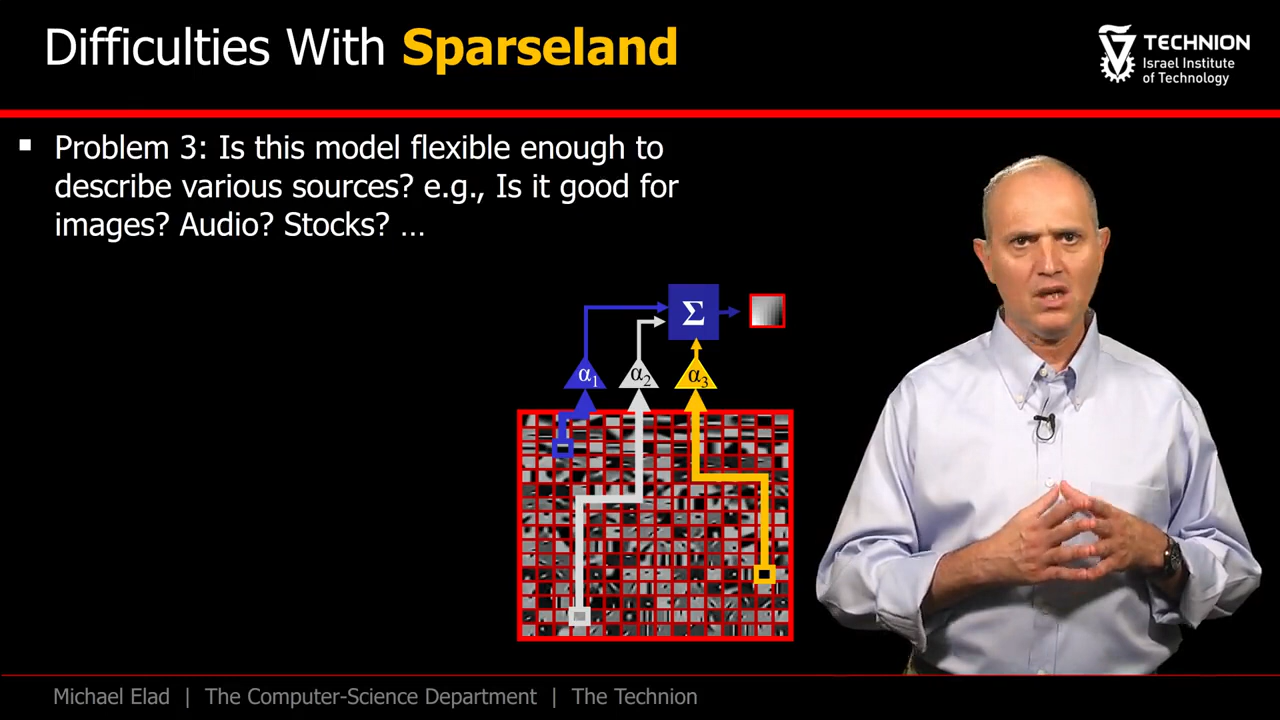 Difficulties With Sparseland
TECHNION
Israel Institute
of Technology
▪ Problem 3: Is this model flexible enough to
describe various sources? e.g., Is it good for
images? Audio? Stocks? …
Σ
α1 α2 α3
Michael Elad | The Computer-Science Department | The Technion